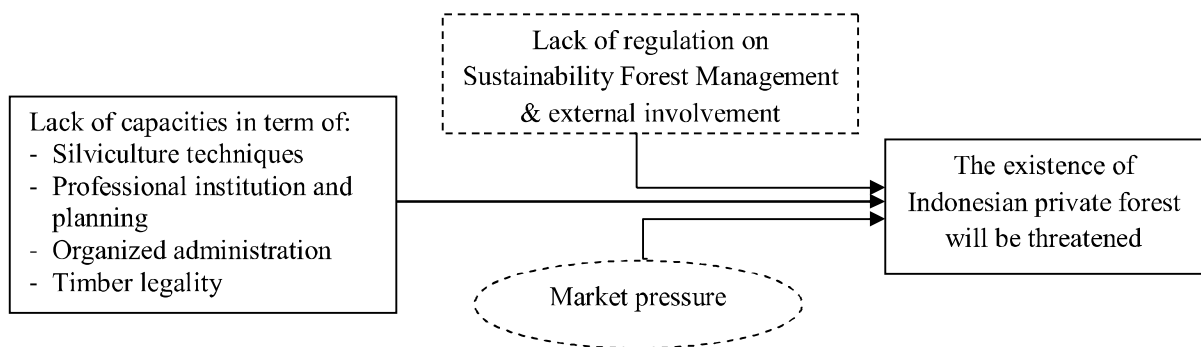 Lack of regulation on
Sustainability Forest Management
& external involvement
Lack of capacities in term of:
- Silviculture techniques
- Professional institution and
planning
- Organized administration
- Timber legality
The existence of
Indonesian private forest
will be threatened
Market pressure